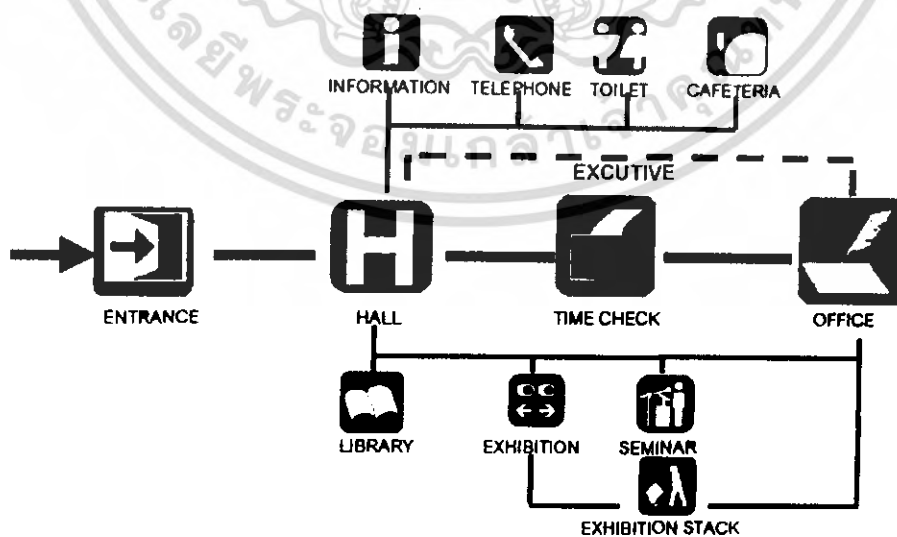 INFORMATION TELEPHONE TOILET CAFETERIA
EXCUTIVE
H
ENTRANCE HALL TIME CHECK OFFICE
LIBRARY EXHIBITION SEMINAR
EXHIBITION STACK